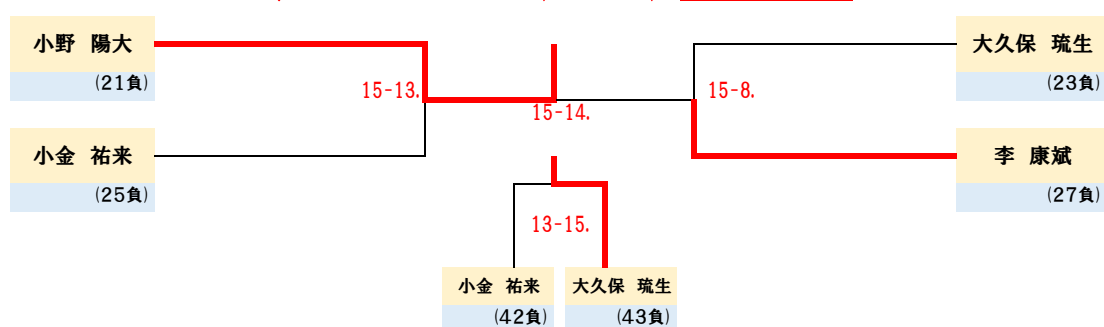 小野 陽大
(21負)
大久保 琉生
(23負)
15-13.
15-8.
15-14.
小金 祐来
(25負)
李 康斌
(27負)
13-15.
小金 祐来
(42負)
大久保 琉生
(43負)